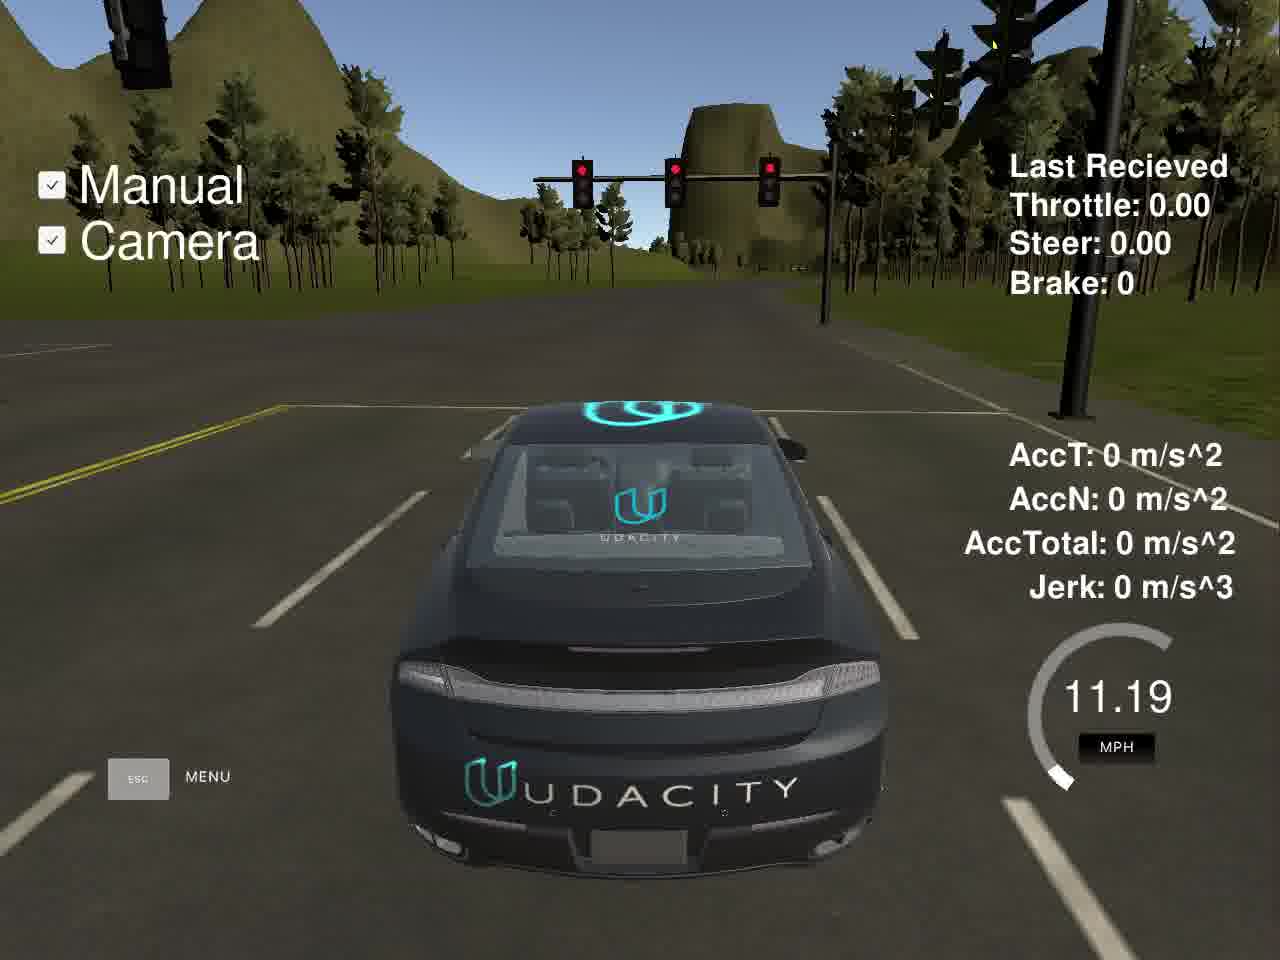 Manual
Camera
Last Recieved
Throttle: 0.00
Steer: 0.00
Brake: 0
AccT: 0 m/s^2
AccN: 0 m/s^2
AccTotal: 0 m/s^2
Jerk: 0 m/s^3
UDACITY
11.19
MPH
ESC MENU
UDACITY